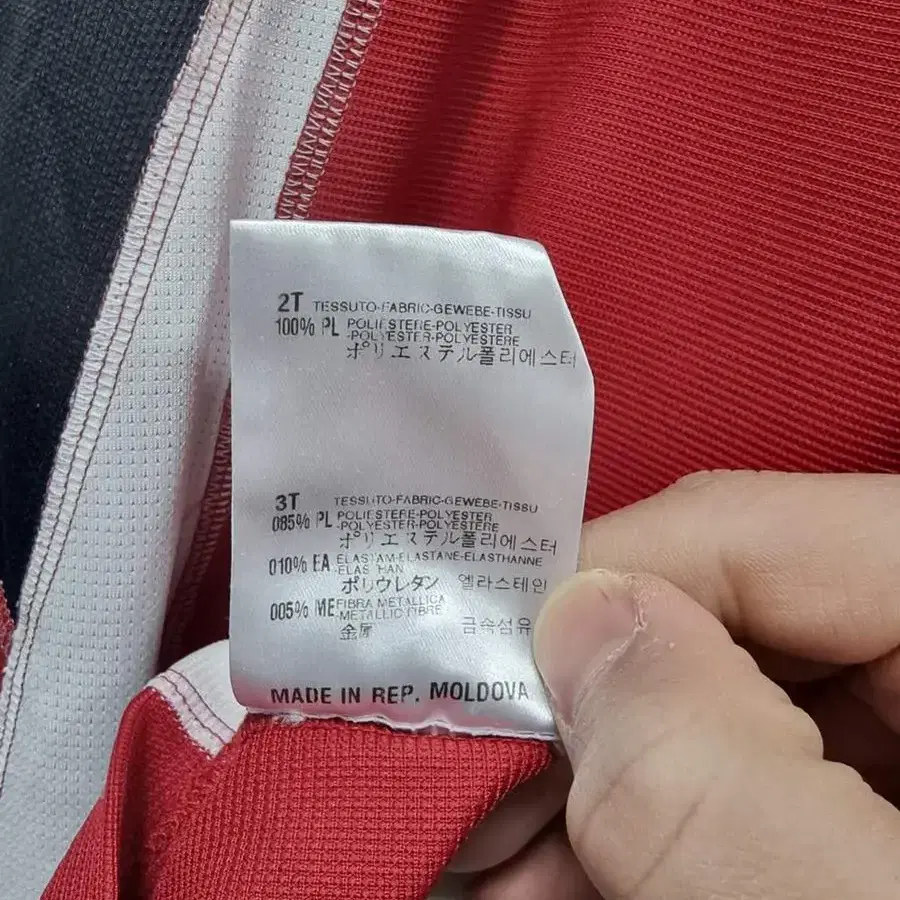 2T TESSUTO-FABRIC-GEWEBE-TISSU
100% PL POLIESTERE-POLYESTER
-POLYESTER-POLYESTERE
ポリエステル폴리에스터
3T TESSUTO-FABRIC-GEWEBE-TISSU
085% PL POLIESTERE-POLYESTER
-POLYESTER-POLYESTERE
ポリエステル폴리에스터
010% EA ELASTAM-ELASTANE-ELASTHANNE
-ELASTHAN
ポリウレタン 엘라스테인
005% ME FIBRA METALLICA
-METALLIC FIBRE
金属 금속섬유
MADE IN REP. MOLDOVA